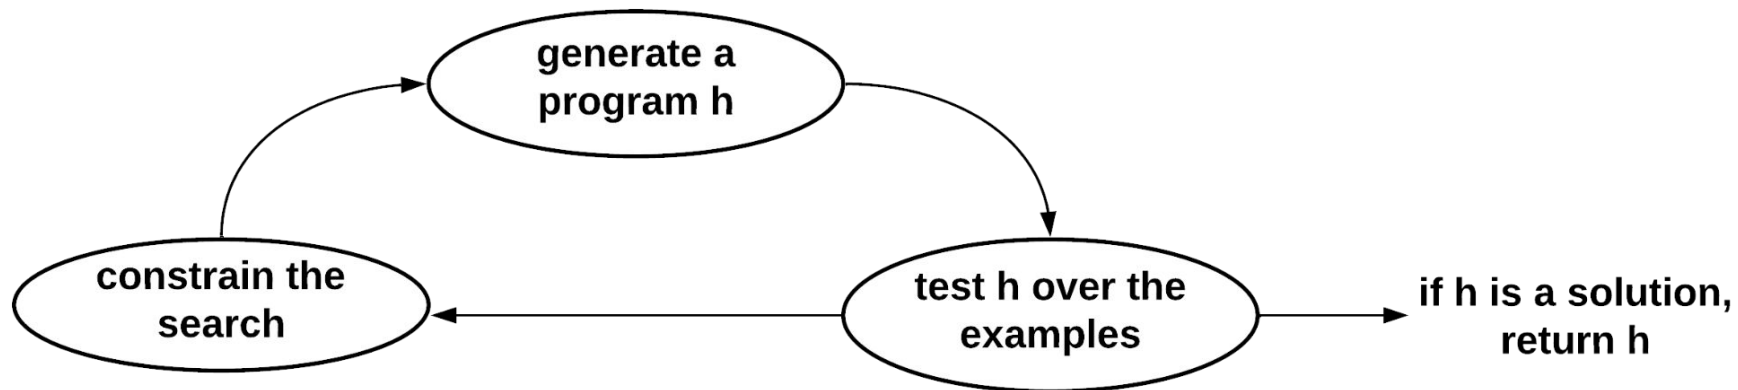 generate a
program h
constrain the
search
test h over the
examples
if h is a solution,
return h